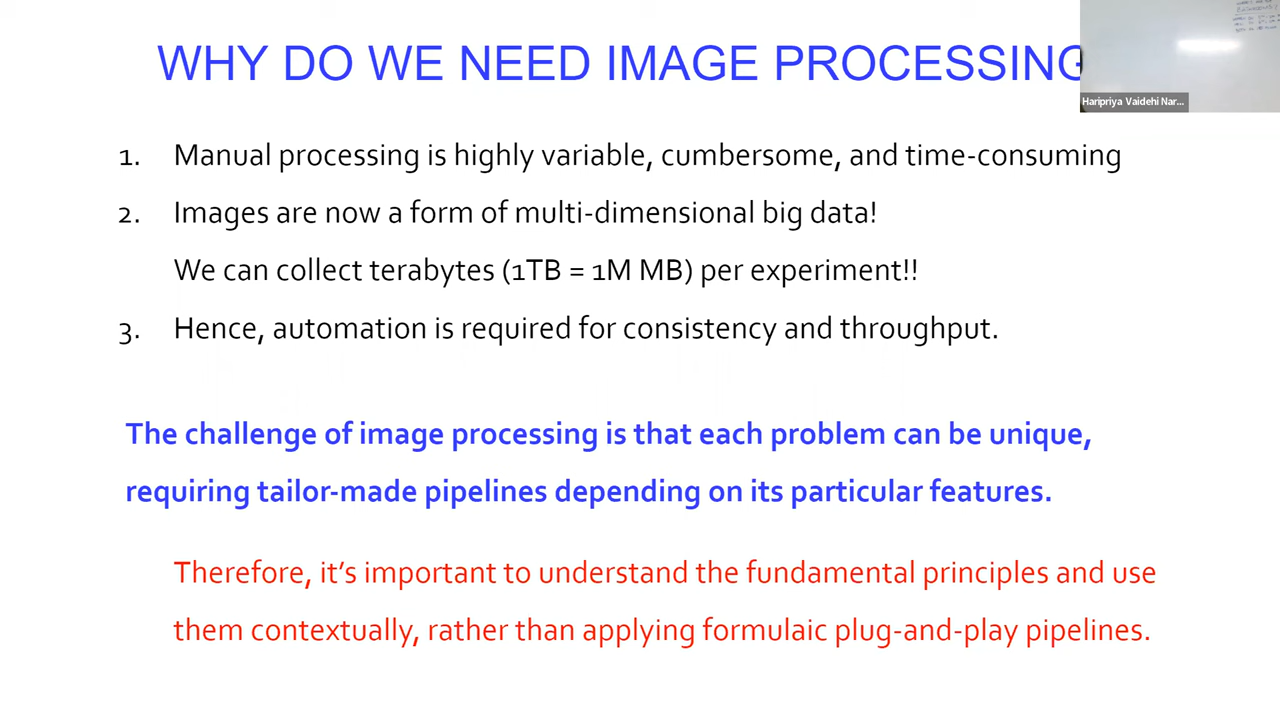 WHY DO WE NEED IMAGE PROCESSING
Haripriya Vaidehi Nar...
1. Manual processing is highly variable, cumbersome, and time-consuming
2. Images are now a form of multi-dimensional big data!
We can collect terabytes (1TB = 1M MB) per experiment!!
3. Hence, automation is required for consistency and throughput.
The challenge of image processing is that each problem can be unique,
requiring tailor-made pipelines depending on its particular features.
Therefore, it's important to understand the fundamental principles and use
them contextually, rather than applying formulaic plug-and-play pipelines.